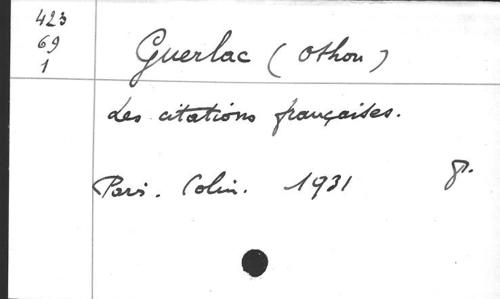 423
69
1
Guerlac (Othon)
Les citations françaises.
Paris. Colin. 1931 8°.